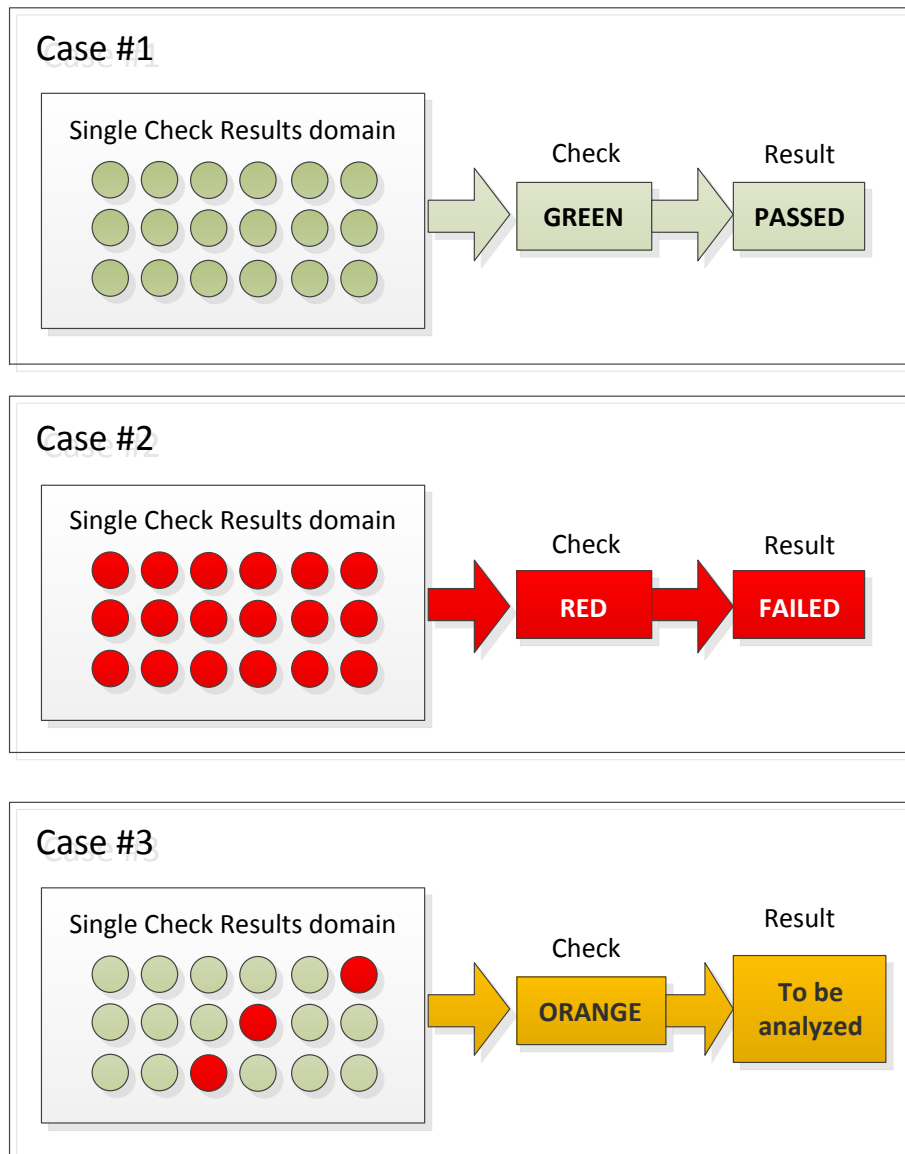 Case #1
Single Check Results domain
Check
Result
GREEN
PASSED
Case #2
Single Check Results domain
Check
Result
RED
FAILED
Case #3
Single Check Results domain
Check
Result
ORANGE
To be
analyzed